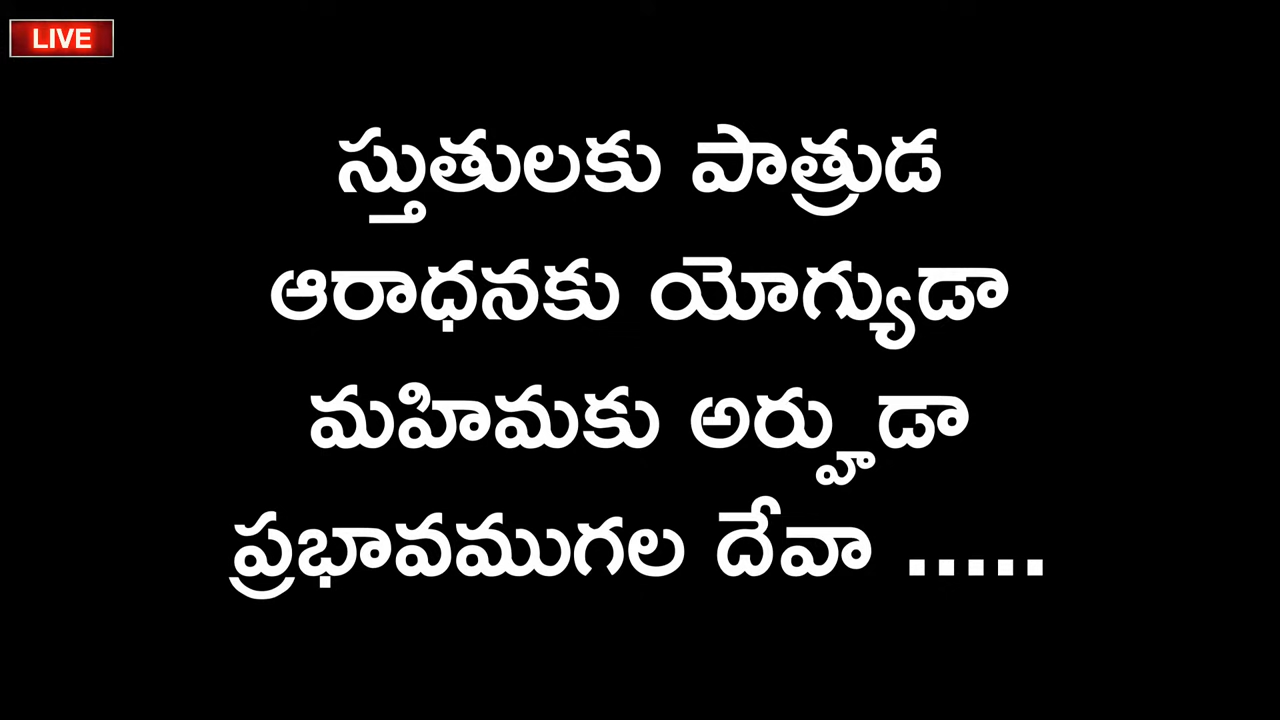 LIVE
స్తుతులకు పాత్రుడ
ఆరాధనకు యోగ్యుడా
మహిమకు అర్హుడా
ప్రభావముగల దేవా .....